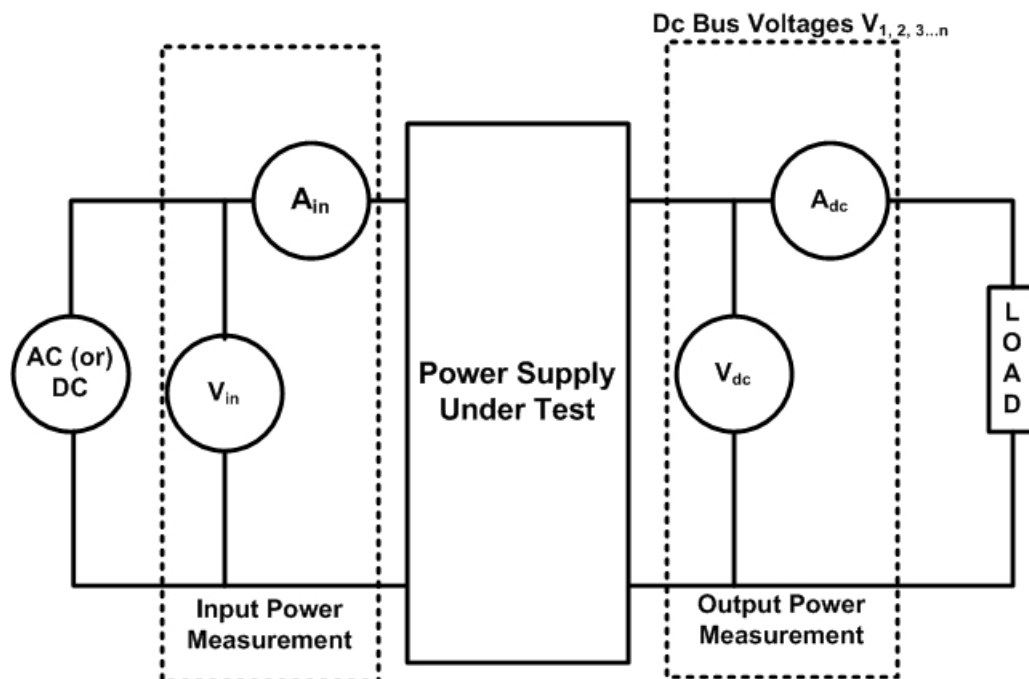 Dc Bus Voltages V1, 2, 3...n
Ain
Adc
AC (or)
DC
Vin
Power Supply
Under Test
Vdc
L
O
A
D
Input Power
Measurement
Output Power
Measurement